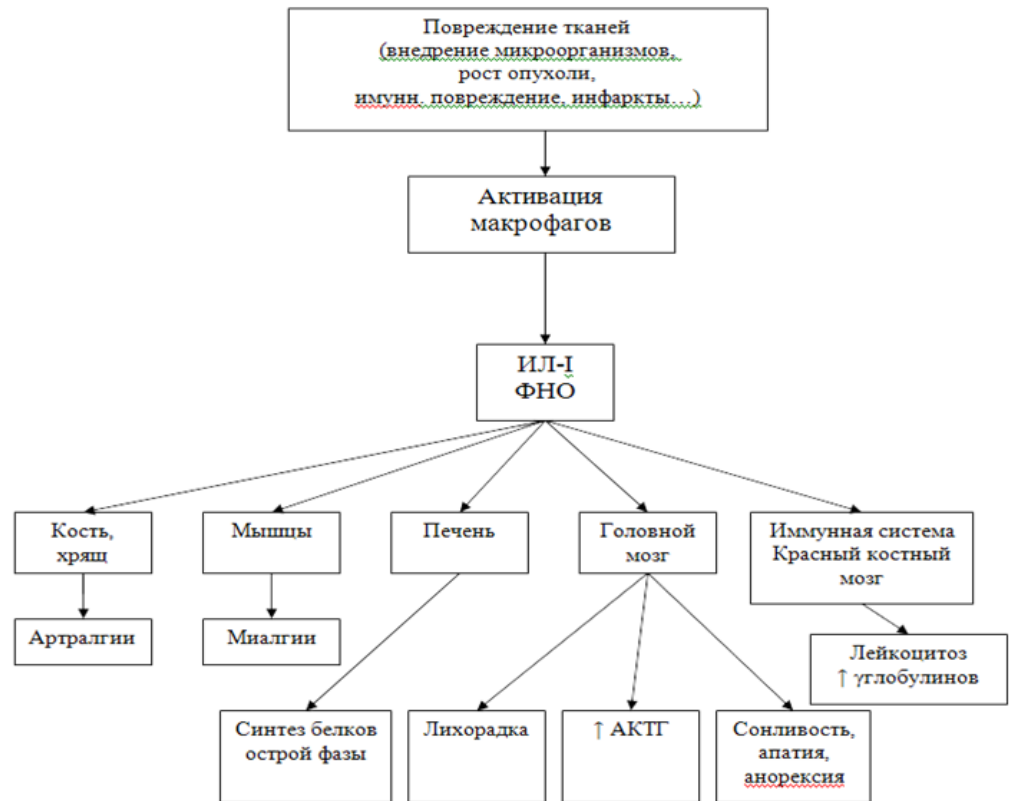 Повреждение тканей
(внедрение микроорганизмов,
рост опухоли,
имунн. повреждение, инфаркты...)
Активация
макрофагов
ИЛ-I
ФНО
Кость,
хрящ
Мышцы
Печень
Головной
мозг
Иммунная система
Красный костный
мозг
Артралгии
Миалгии
Лейкоцитоз
↑ γглобулинов
Синтез белков
острой фазы
Лихорадка
↑ АКТГ
Сонливость,
апатия,
анорексия